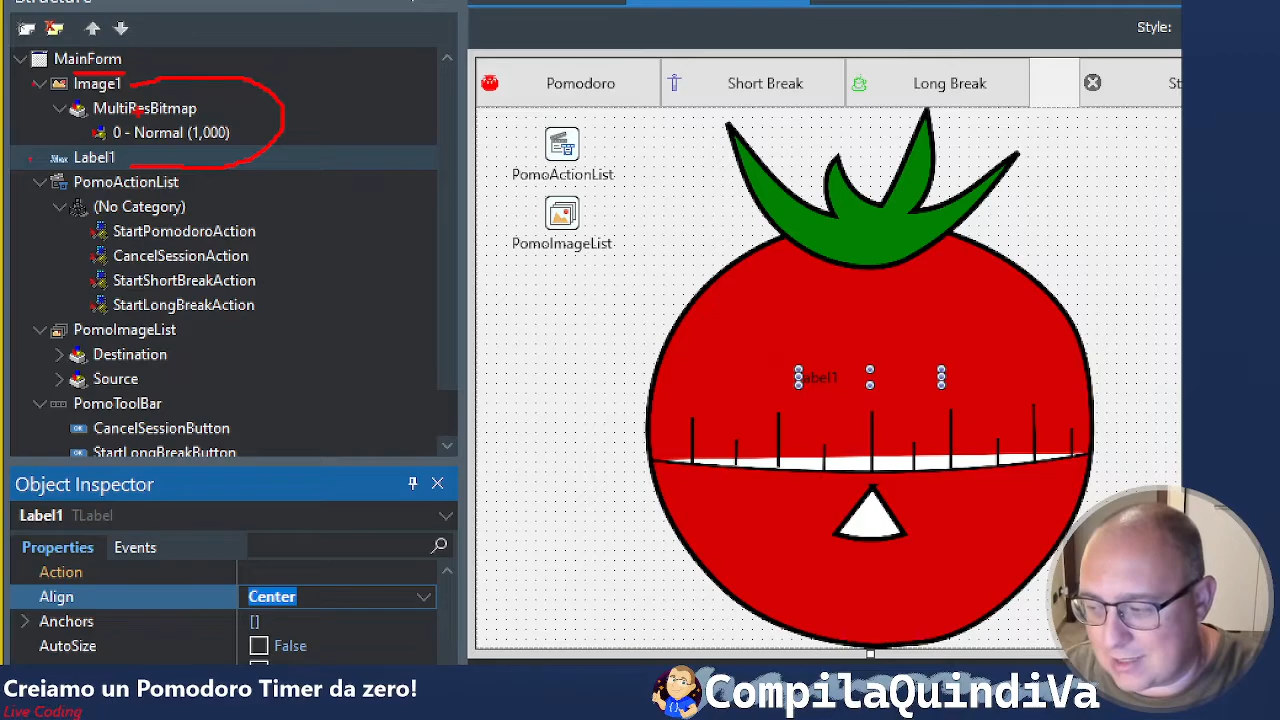 Structure
MainForm
Image1
MultiResBitmap
0 - Normal (1,000)
Label1
PomoActionList
(No Category)
StartPomodoroAction
CancelSessionAction
StartShortBreakAction
StartLongBreakAction
PomoImageList
Destination
Source
PomoToolBar
CancelSessionButton
StartLongBreakButton
Object Inspector
Label1 TLabel
Properties Events
Action
Align Center
Anchors []
AutoSize False
Style:
Pomodoro Short Break Long Break St
PomoActionList
PomoImageList
Label1
Creiamo un Pomodoro Timer da zero!
Live Coding
CompilaQuindiVa